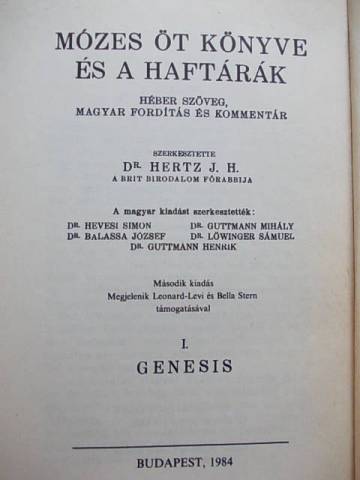 MÓZES ÖT KÖNYVE
ÉS A HAFTÁRÁK
HÉBER SZÖVEG,
MAGYAR FORDÍTÁS ÉS KOMMENTÁR
SZERKESZTETTE
DR. HERTZ J. H.
A BRIT BIRODALOM FŐRABBIJA
A magyar kiadást szerkesztették:
DR. HEVESI SIMON DR. GUTTMANN MIHÁLY
DR. BALASSA JÓZSEF DR. LŐWINGER SÁMUEL
DR. GUTTMANN HENRIK
Második kiadás
Megjelenik Leonard-Levi és Bella Stern
támogatásával
I.
GENESIS
BUDAPEST, 1984